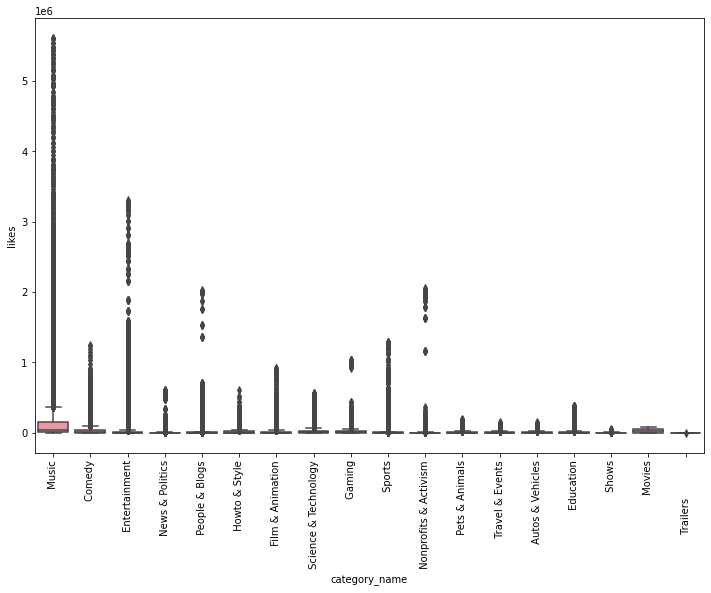 1e6
5
4
3
2
1
0
likes
Music
Comedy
Entertainment
News & Politics
People & Blogs
Howto & Style
Film & Animation
Science & Technology
Gaming
Sports
Nonprofits & Activism
Pets & Animals
Travel & Events
Autos & Vehicles
Education
Shows
Movies
Trailers
category_name